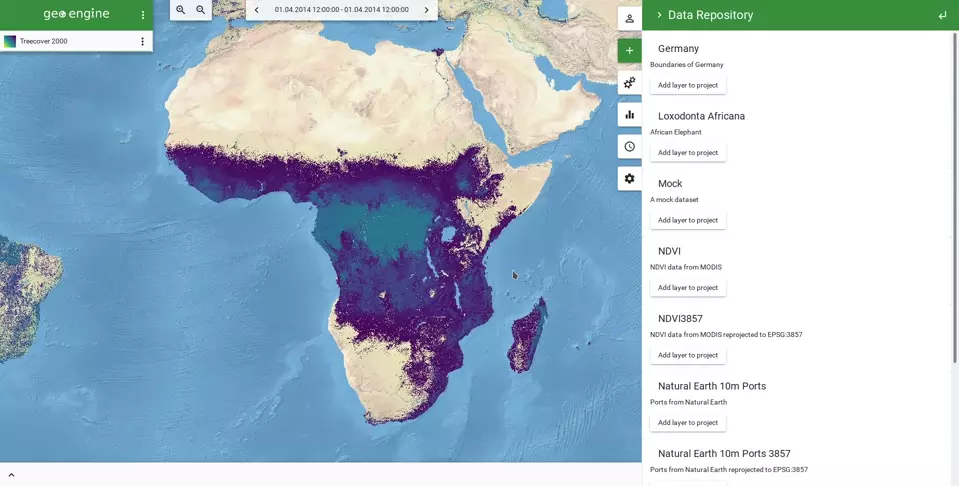 geo engine
Treecover 2000
01.04.2014 12:00:00 - 01.04.2014 12:00:00
Data Repository
Germany
Boundaries of Germany
Add layer to project
Loxodonta Africana
African Elephant
Add layer to project
Mock
A mock dataset
Add layer to project
NDVI
NDVI data from MODIS
Add layer to project
NDVI3857
NDVI data from MODIS reprojected to EPSG:3857
Add layer to project
Natural Earth 10m Ports
Ports from Natural Earth
Add layer to project
Natural Earth 10m Ports 3857
Ports from Natural Earth reprojected to EPSG:3857